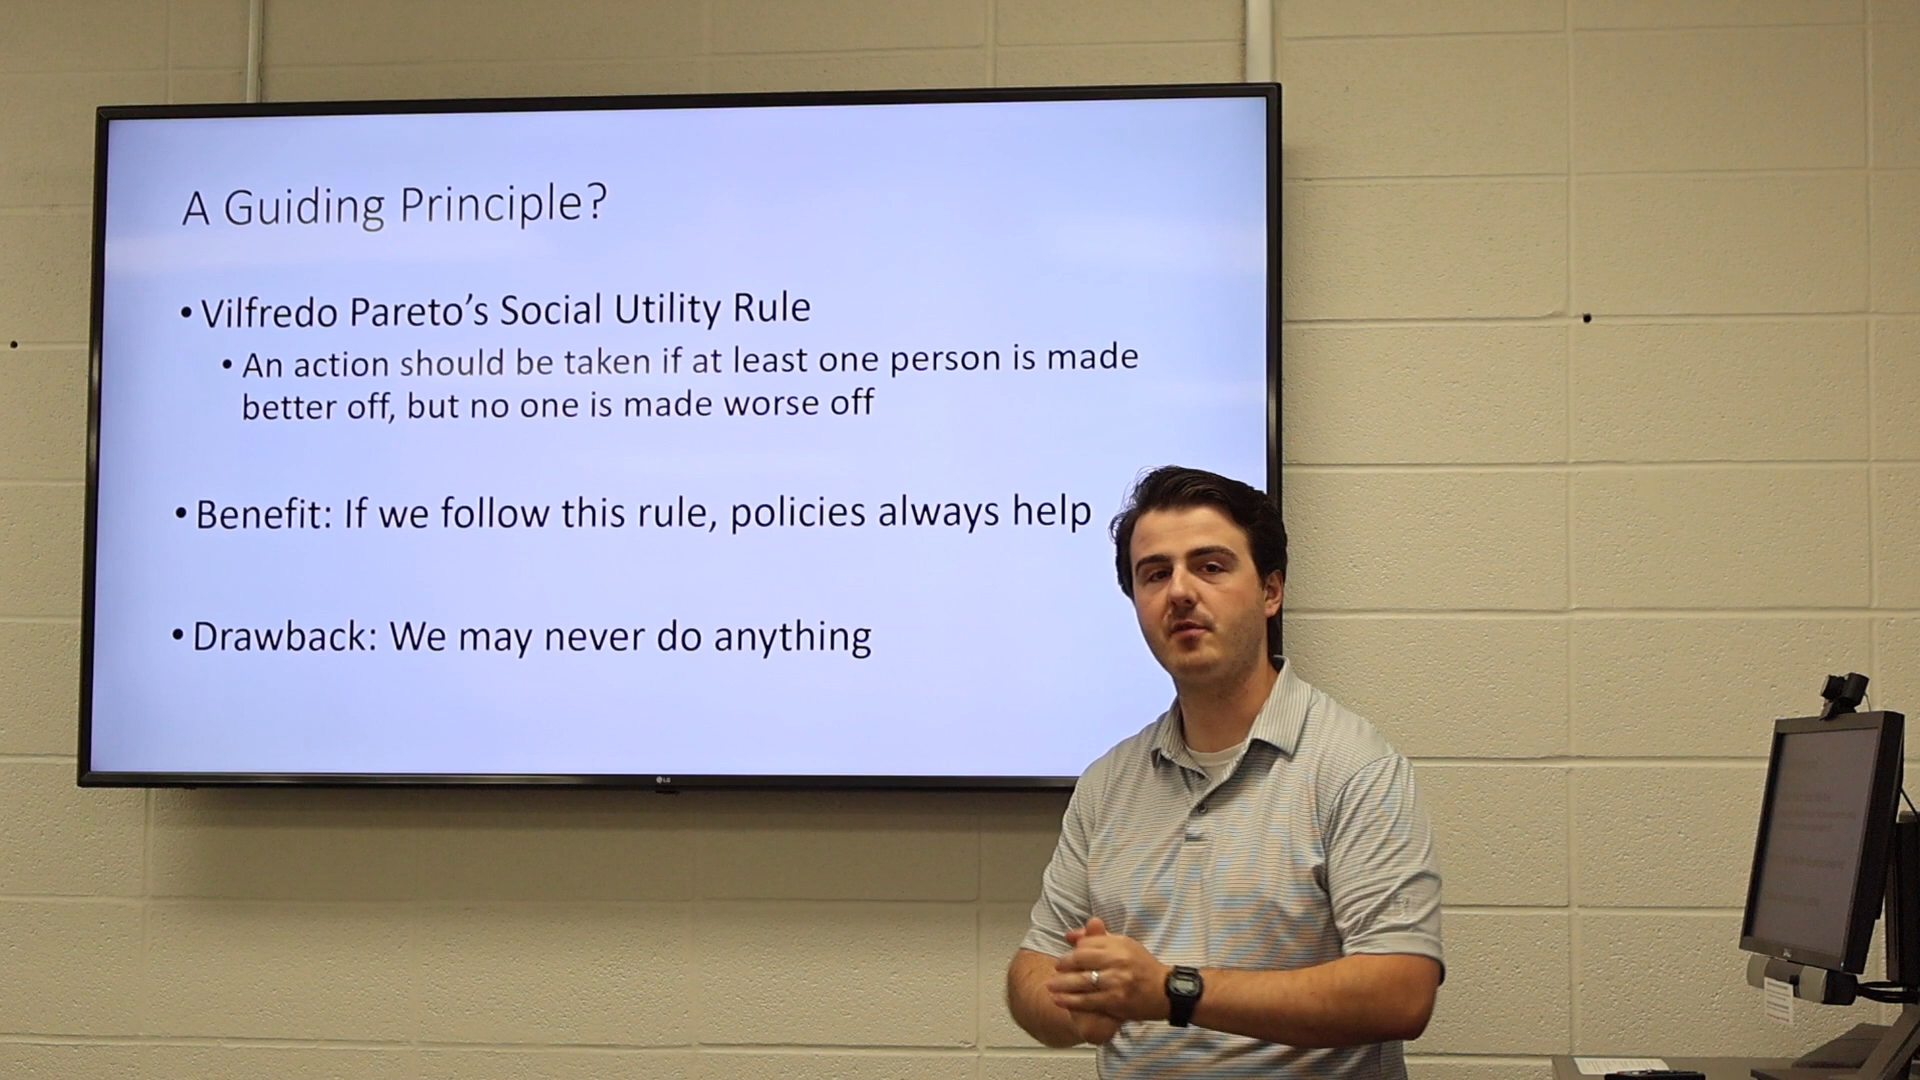 A Guiding Principle?
• Vilfredo Pareto's Social Utility Rule
• An action should be taken if at least one person is made
better off, but no one is made worse off
• Benefit: If we follow this rule, policies always help
• Drawback: We may never do anything
LG